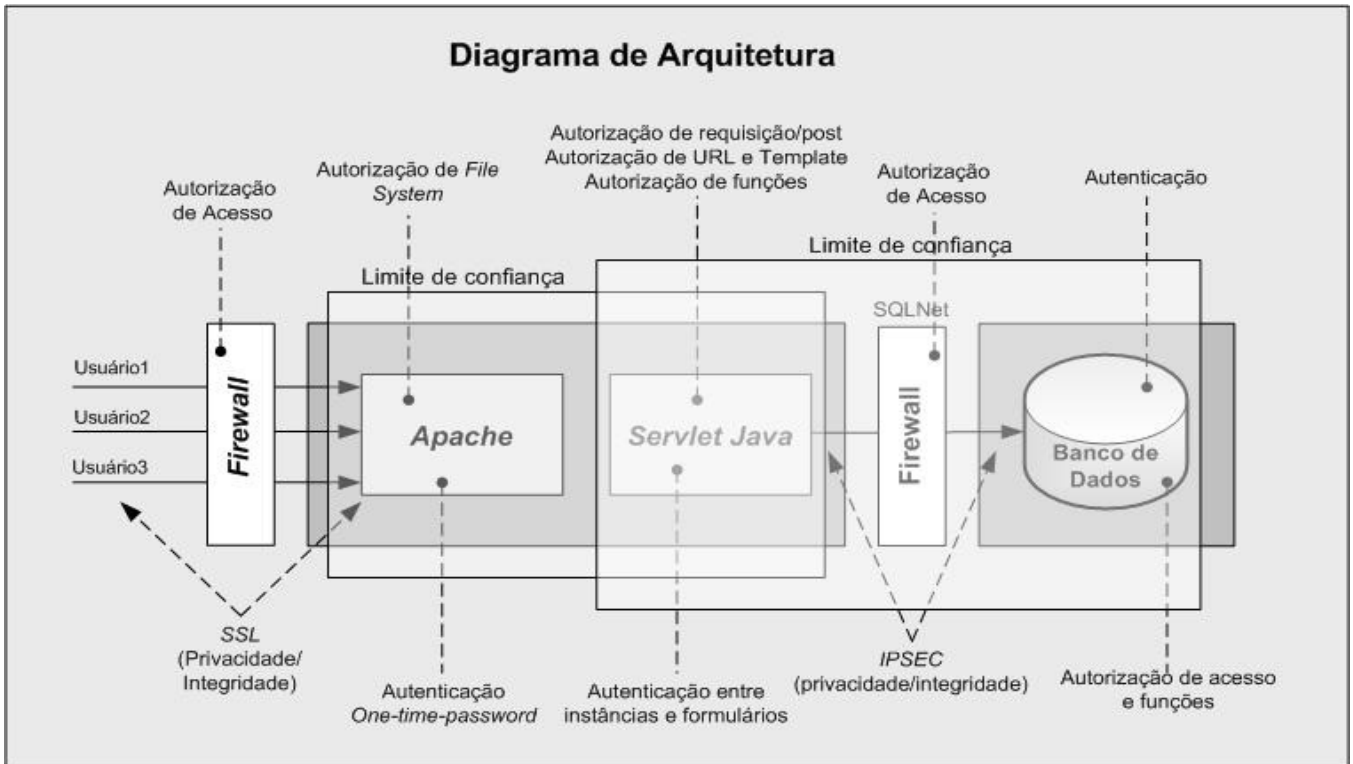 Diagrama de Arquitetura
Autorização de requisição/post
Autorização de URL e Template
Autorização de funções
Autorização de File
System
Autorização
de Acesso
Autorização
de Acesso
Autenticação
Limite de confiança
Limite de confiança
SQLNet
Usuário1
Usuário2
Usuário3
Firewall
Apache
Servlet Java
Firewall
Banco de
Dados
SSL
(Privacidade/
Integridade)
Autenticação
One-time-password
Autenticação entre
instâncias e formulários
IPSEC
(privacidade/integridade)
Autorização de acesso
e funções